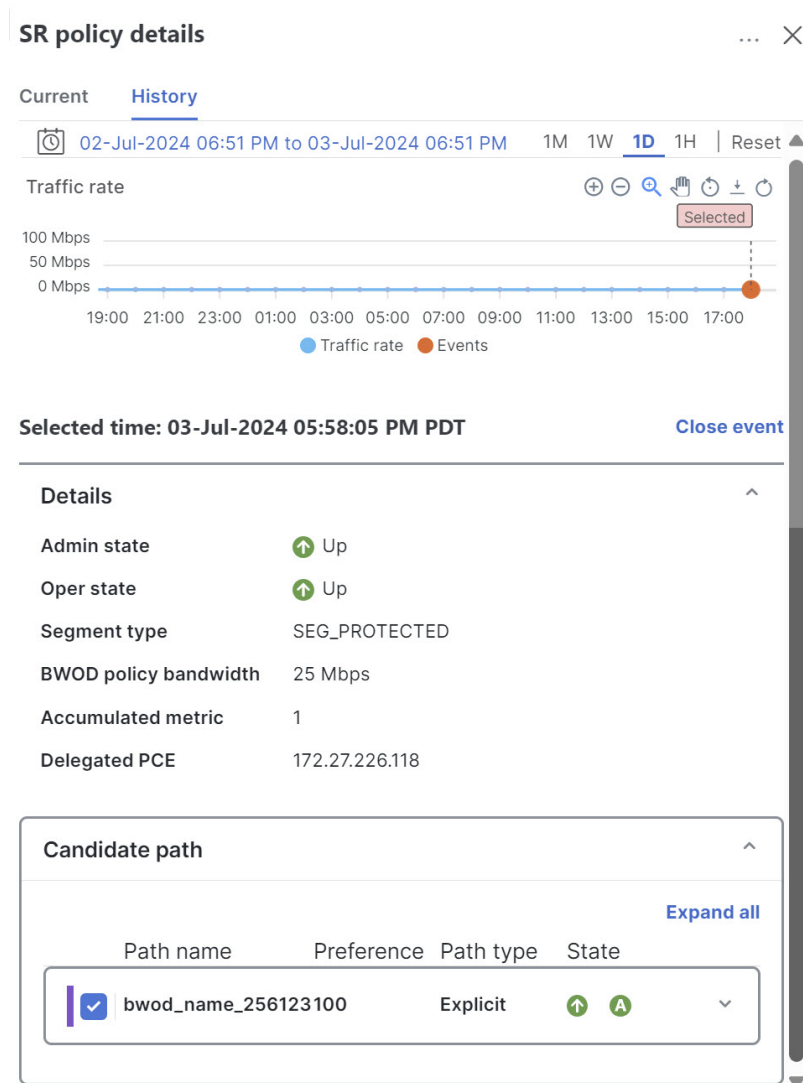 SR policy details
...
Current History
02-Jul-2024 06:51 PM to 03-Jul-2024 06:51 PM 1M 1W 1D 1H | Reset
Traffic rate
Selected
100 Mbps
50 Mbps
0 Mbps
19:00 21:00 23:00 01:00 03:00 05:00 07:00 09:00 11:00 13:00 15:00 17:00
Traffic rate Events
Selected time: 03-Jul-2024 05:58:05 PM PDT Close event
Details
Admin state Up
Oper state Up
Segment type SEG_PROTECTED
BWOD policy bandwidth 25 Mbps
Accumulated metric 1
Delegated PCE 172.27.226.118
Candidate path
Expand all
Path name Preference Path type State
bwod_name_256123100 Explicit A